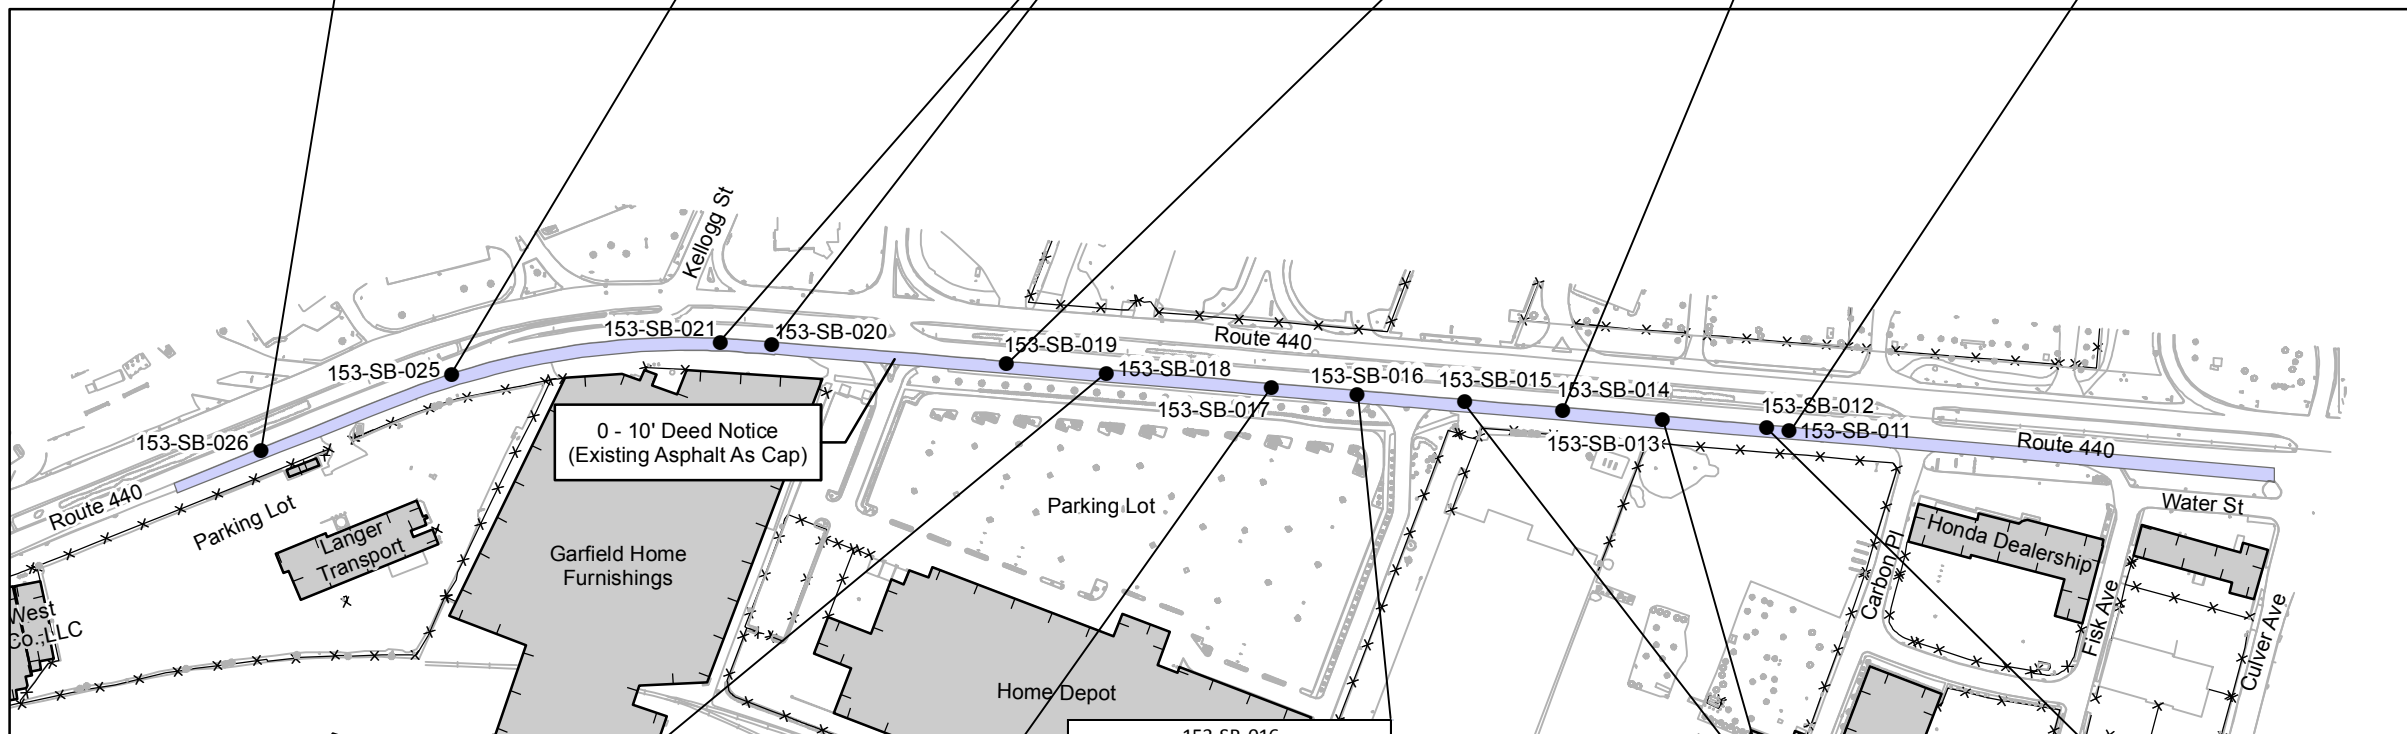 Kellogg St
153-SB-021
153-SB-020
153-SB-019
Route 440
153-SB-025
153-SB-018
153-SB-016
153-SB-015
153-SB-014
153-SB-017
153-SB-012
153-SB-011
153-SB-013
153-SB-026
0 - 10' Deed Notice
(Existing Asphalt As Cap)
Route 440
Route 440
Parking Lot
Parking Lot
Water St
Langer
Transport
Garfield Home
Furnishings
Honda Dealership
Carbon Pl
Fisk Ave
Culver Ave
West
Co.,LLC
Home Depot
153-SB-016